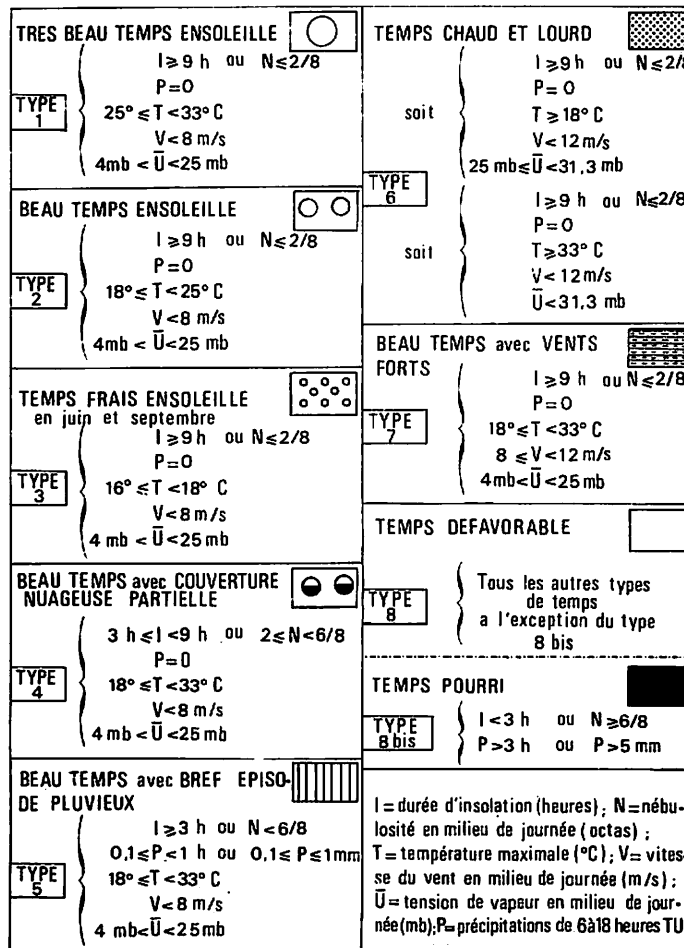 TRES BEAU TEMPS ENSOLEILLE
I ⩾ 9 h ou N ⩽ 2/8
P = 0
TYPE 1
25° ⩽ T < 33° C
V < 8 m/s
4mb < Ū < 25 mb
BEAU TEMPS ENSOLEILLE
I ⩾ 9 h ou N ⩽ 2/8
P = 0
TYPE 2
18° ⩽ T < 25° C
V < 8 m/s
4mb < Ū < 25 mb
TEMPS FRAIS ENSOLEILLE
en juin et septembre
I ⩾ 9 h ou N ⩽ 2/8
P = 0
TYPE 3
16° ⩽ T < 18° C
V < 8 m/s
4 mb < Ū < 25 mb
BEAU TEMPS avec COUVERTURE
NUAGEUSE PARTIELLE
3 h ⩽ I < 9 h ou 2 ⩽ N < 6/8
P = 0
TYPE 4
18° ⩽ T < 33° C
V < 8 m/s
4 mb < Ū < 25 mb
BEAU TEMPS avec BREF EPISO-
DE PLUVIEUX
I ⩾ 3 h ou N < 6/8
0,1 ⩽ P < 1 h ou 0,1 ⩽ P ⩽ 1mm
TYPE 5
18° ⩽ T < 33° C
V < 8 m/s
4 mb < Ū < 25mb
TEMPS CHAUD ET LOURD
I ⩾ 9 h ou N ⩽ 2/8
P = 0
soit T ⩾ 18° C
V < 12 m/s
25 mb ⩽ Ū < 31,3 mb
TYPE 6
I ⩾ 9 h ou N ⩽ 2/8
P = 0
soit T ⩾ 33° C
V < 12 m/s
Ū < 31,3 mb
BEAU TEMPS avec VENTS
FORTS
I ⩾ 9 h ou N ⩽ 2/8
P = 0
TYPE 7
18° ⩽ T < 33° C
8 ⩽ V < 12 m/s
4mb < Ū < 25 mb
TEMPS DEFAVORABLE
TYPE 8
Tous les autres types
de temps
a l'exception du type
8 bis
TEMPS POURRI
TYPE 8 bis
I < 3 h ou N ⩾ 6/8
P > 3 h ou P > 5 mm
I = durée d'insolation (heures) ; N = nébu-
losité en milieu de journée (octas) ;
T = température maximale (°C) ; V = vites-
se du vent en milieu de journée (m/s) ;
Ū = tension de vapeur en milieu de jour-
née (mb); P = précipitations de 6à18 heures TU